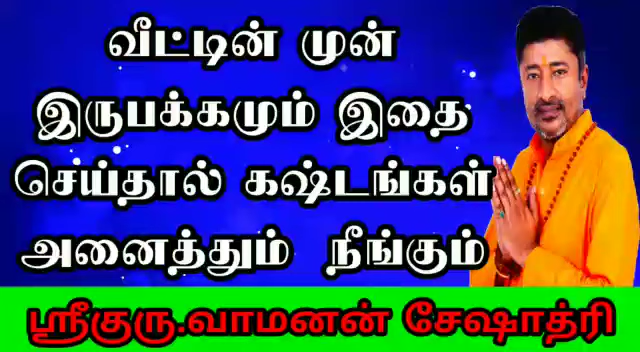 வீட்டின் முன்
இருபக்கமும் இதை
செய்தால் கஷ்டங்கள்
அனைத்தும் நீங்கும்
ஸ்ரீகுரு.வாமனன் சேஷாத்ரி